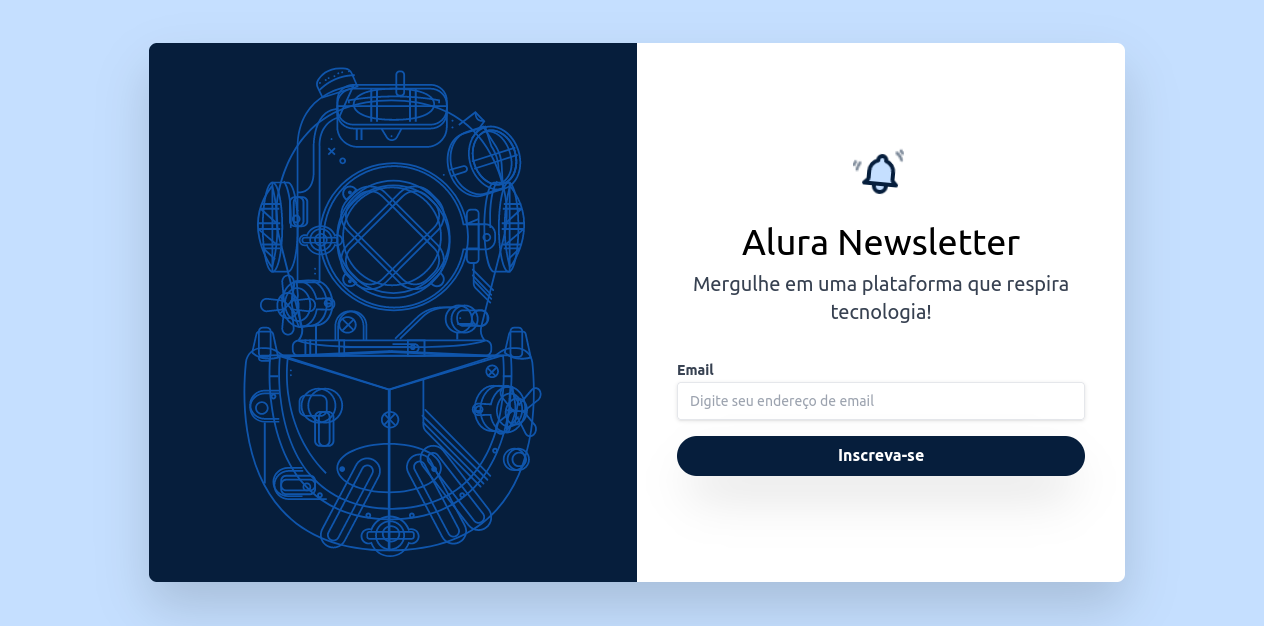 Alura Newsletter
Mergulhe em uma plataforma que respira
tecnologia!
Email
Digite seu endereço de email
Inscreva-se